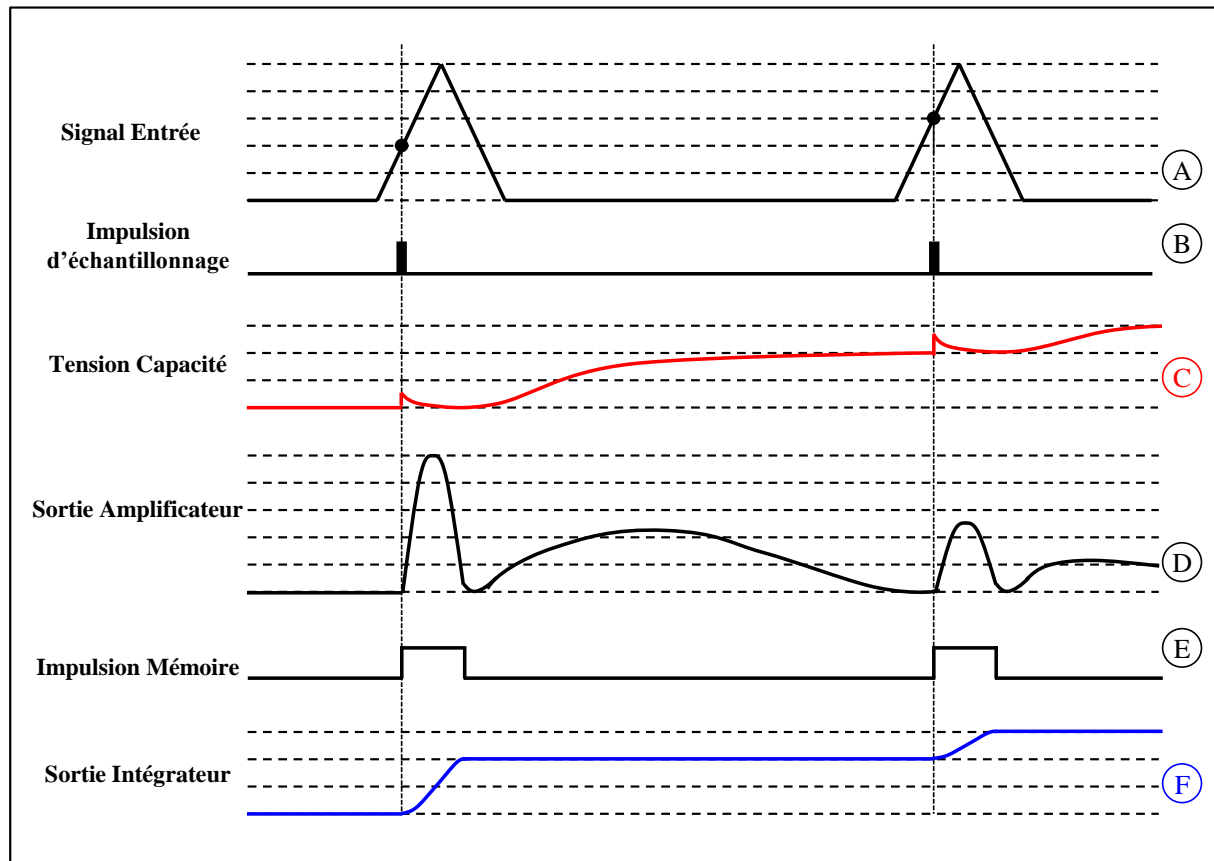 Signal Entrée
A
Impulsion
d’échantillonnage
B
Tension Capacité
C
Sortie Amplificateur
D
Impulsion Mémoire
E
Sortie Intégrateur
F